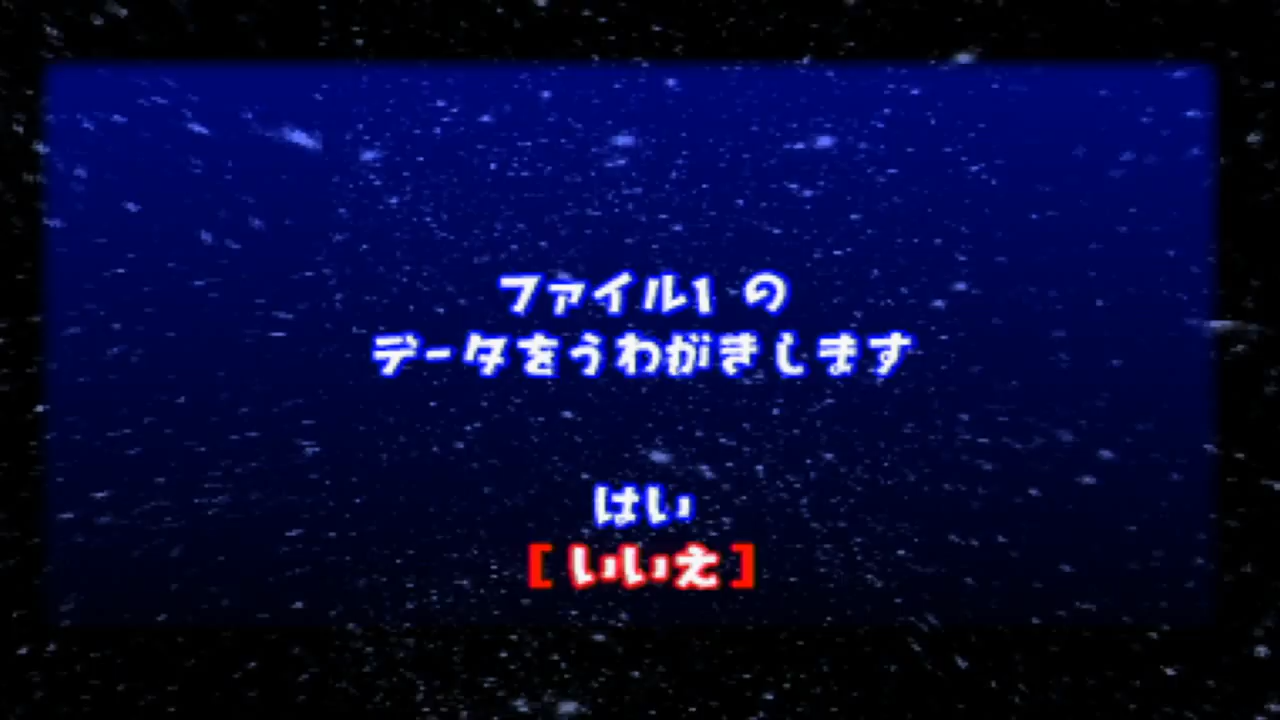 ファイル1 の
データをうわがきします
はい
[ いいえ ]